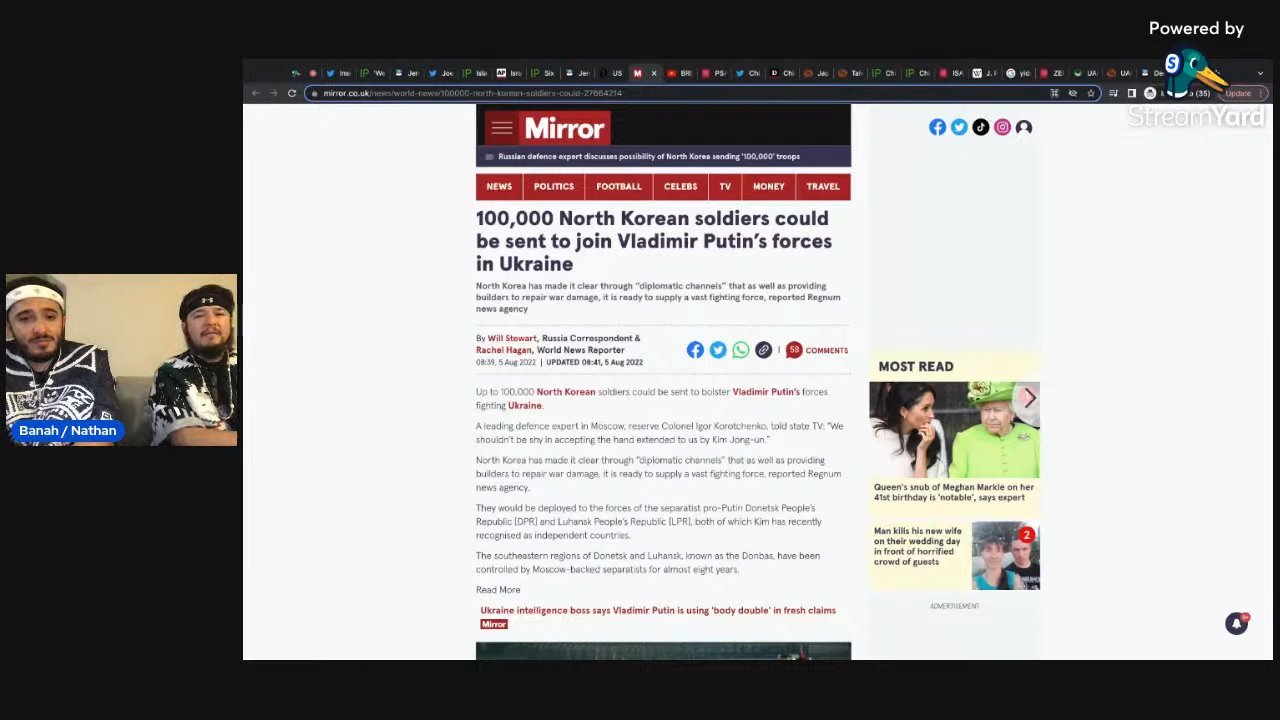 Powered by
StreamYard
mirror.co.uk/news/world-news/100000-north-korean-soldiers-could-27664214
Update
Mirror
Russian defence expert discusses possibility of North Korea sending '100,000' troops
NEWS POLITICS FOOTBALL CELEBS TV MONEY TRAVEL
100,000 North Korean soldiers could
be sent to join Vladimir Putin's forces
in Ukraine
North Korea has made it clear through "diplomatic channels" that as well as providing
builders to repair war damage, it is ready to supply a vast fighting force, reported Regnum
news agency
By Will Stewart, Russia Correspondent &
Rachel Hagan, World News Reporter
08:39, 5 Aug 2022 | UPDATED 08:41, 5 Aug 2022
58 COMMENTS
Up to 100,000 North Korean soldiers could be sent to bolster Vladimir Putin's forces
fighting Ukraine.
A leading defence expert in Moscow, reserve Colonel Igor Korotchenko, told state TV: "We
shouldn't be shy in accepting the hand extended to us by Kim Jong-un."
North Korea has made it clear through "diplomatic channels" that as well as providing
builders to repair war damage, it is ready to supply a vast fighting force, reported Regnum
news agency.
They would be deployed to the forces of the separatist pro-Putin Donetsk People's
Republic (DPR) and Luhansk People's Republic (LPR), both of which Kim has recently
recognised as independent countries.
The southeastern regions of Donetsk and Luhansk, known as the Donbas, have been
controlled by Moscow-backed separatists for almost eight years.
Read More
Ukraine intelligence boss says Vladimir Putin is using 'body double' in fresh claims
Mirror
MOST READ
Queen's snub of Meghan Markle on her
41st birthday is 'notable', says expert
Man kills his new wife
on their wedding day
in front of horrified
crowd of guests
2
ADVERTISEMENT
Banah / Nathan